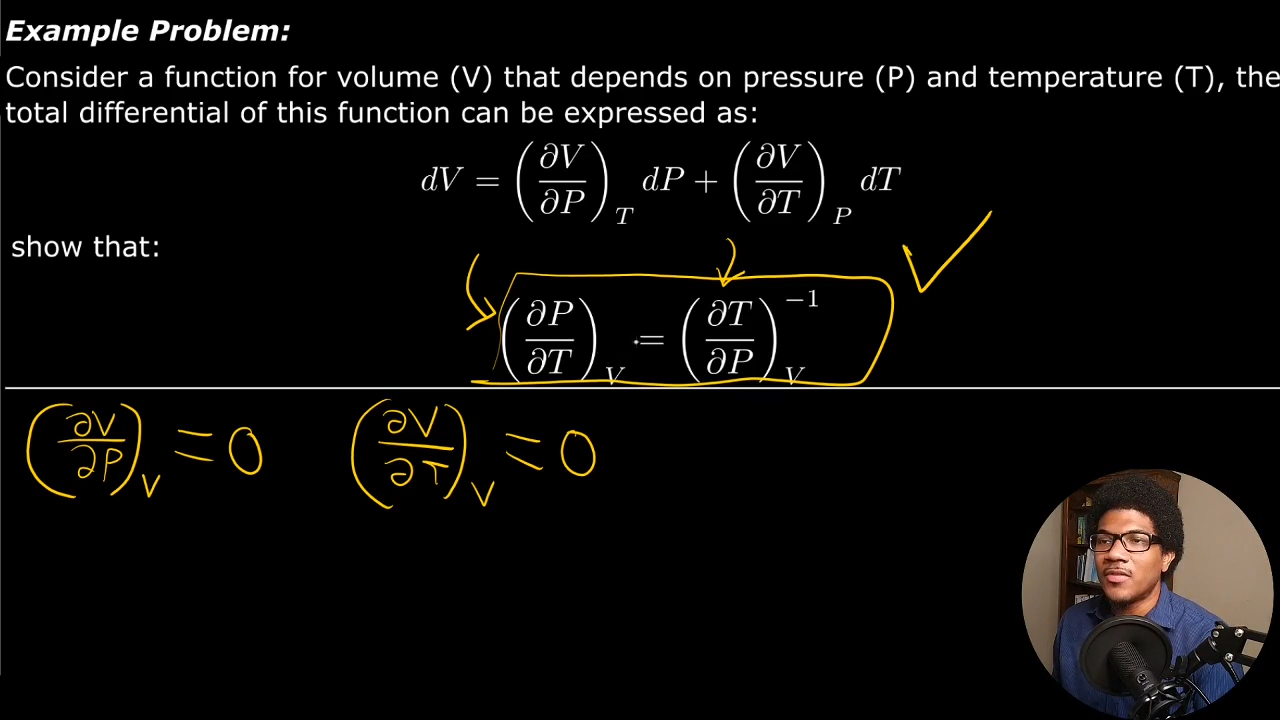 Example Problem:
Consider a function for volume (V) that depends on pressure (P) and temperature (T), the
total differential of this function can be expressed as:
dV = (∂V/∂P)_T dP + (∂V/∂T)_P dT
show that:
(∂P/∂T)_V = (∂T/∂P)_V^{-1}
(∂V/∂P)_V = 0 (∂V/∂T)_V = 0